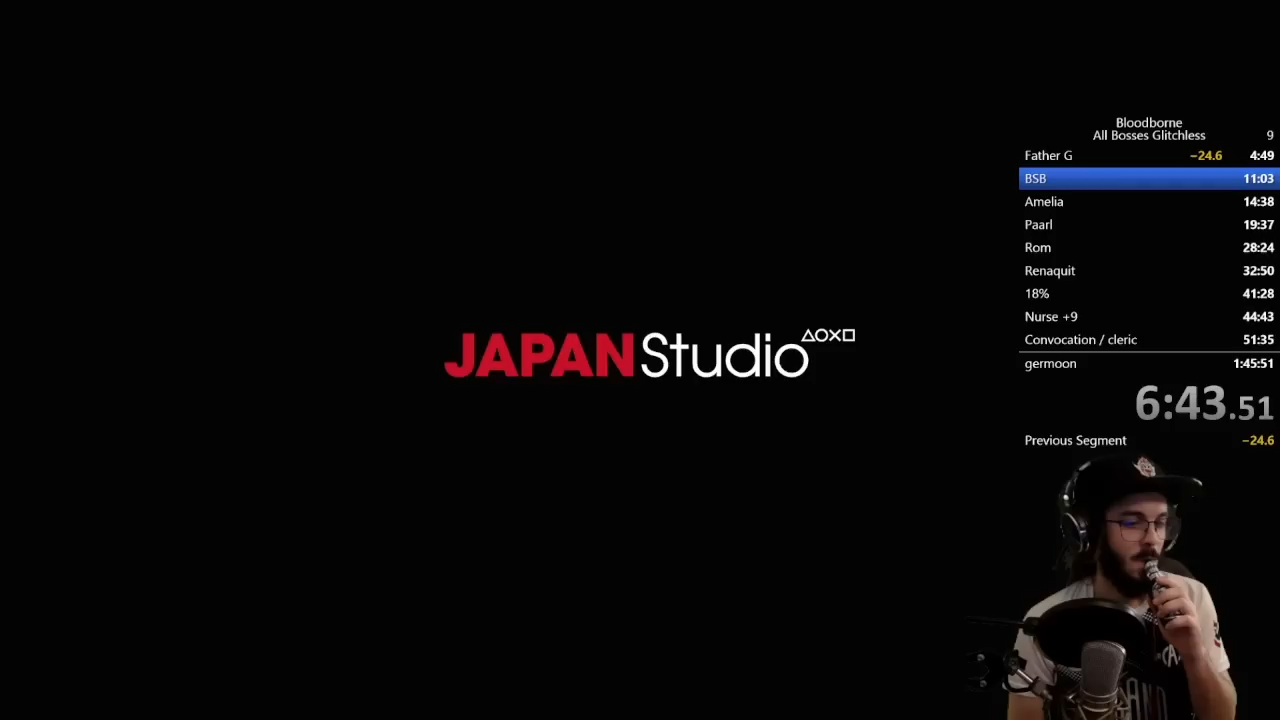 JAPAN Studio
Bloodborne
All Bosses Glitchless 9
Father G −24.6 4:49
BSB 11:03
Amelia 14:38
Paarl 19:37
Rom 28:24
Renaquit 32:50
18% 41:28
Nurse +9 44:43
Convocation / cleric 51:35
germoon 1:45:51
6:43.51
Previous Segment −24.6